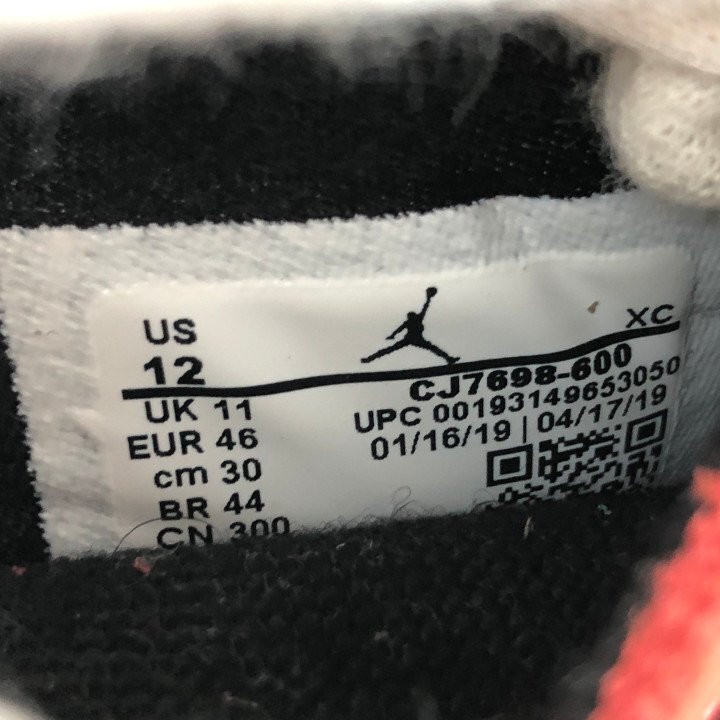 US
12
UK 11
EUR 46
cm 30
BR 44
CN 300
XC
CJ7698-600
UPC 00193149653050
01/16/19 | 04/17/19